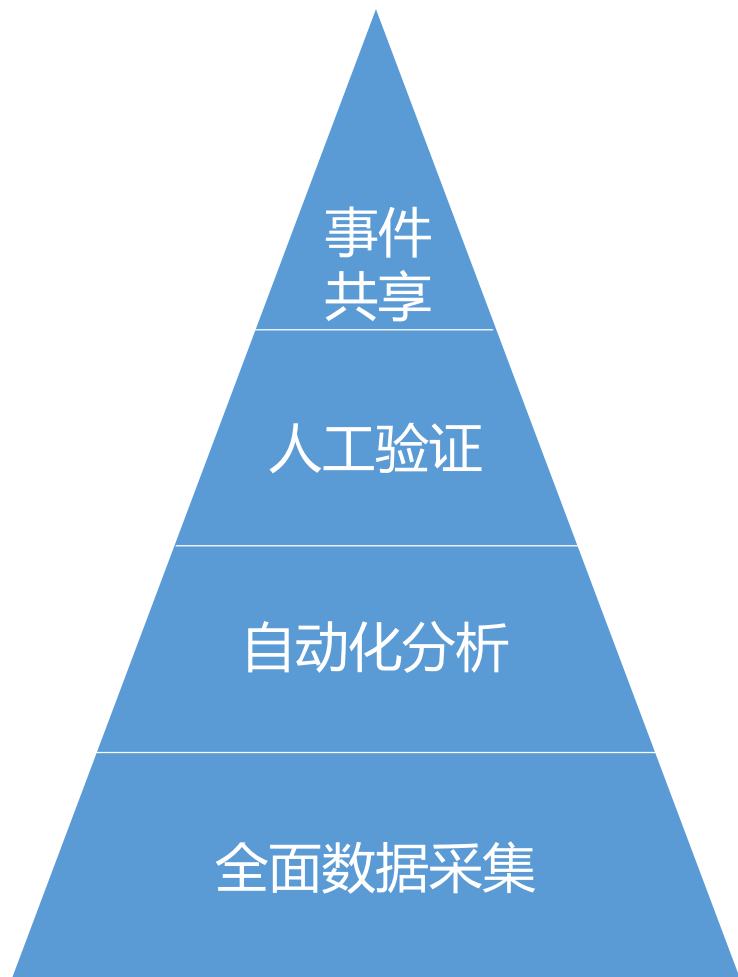 事件
共享
人工验证
自动化分析
全面数据采集